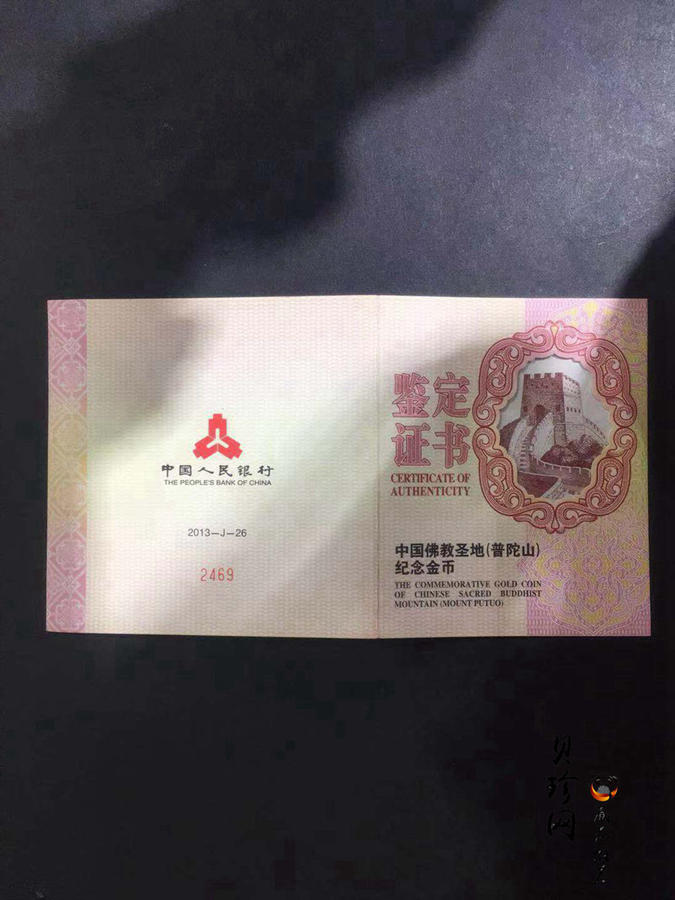 中国人民银行
THE PEOPLE'S BANK OF CHINA
2013-J-26
2469
鉴定
证书
CERTIFICATE OF
AUTHENTICITY
中国佛教圣地(普陀山)
纪念金币
THE COMMEMORATIVE GOLD COIN
OF CHINESE SACRED BUDDHIST
MOUNTAIN (MOUNT PUTUO)
贝珍网